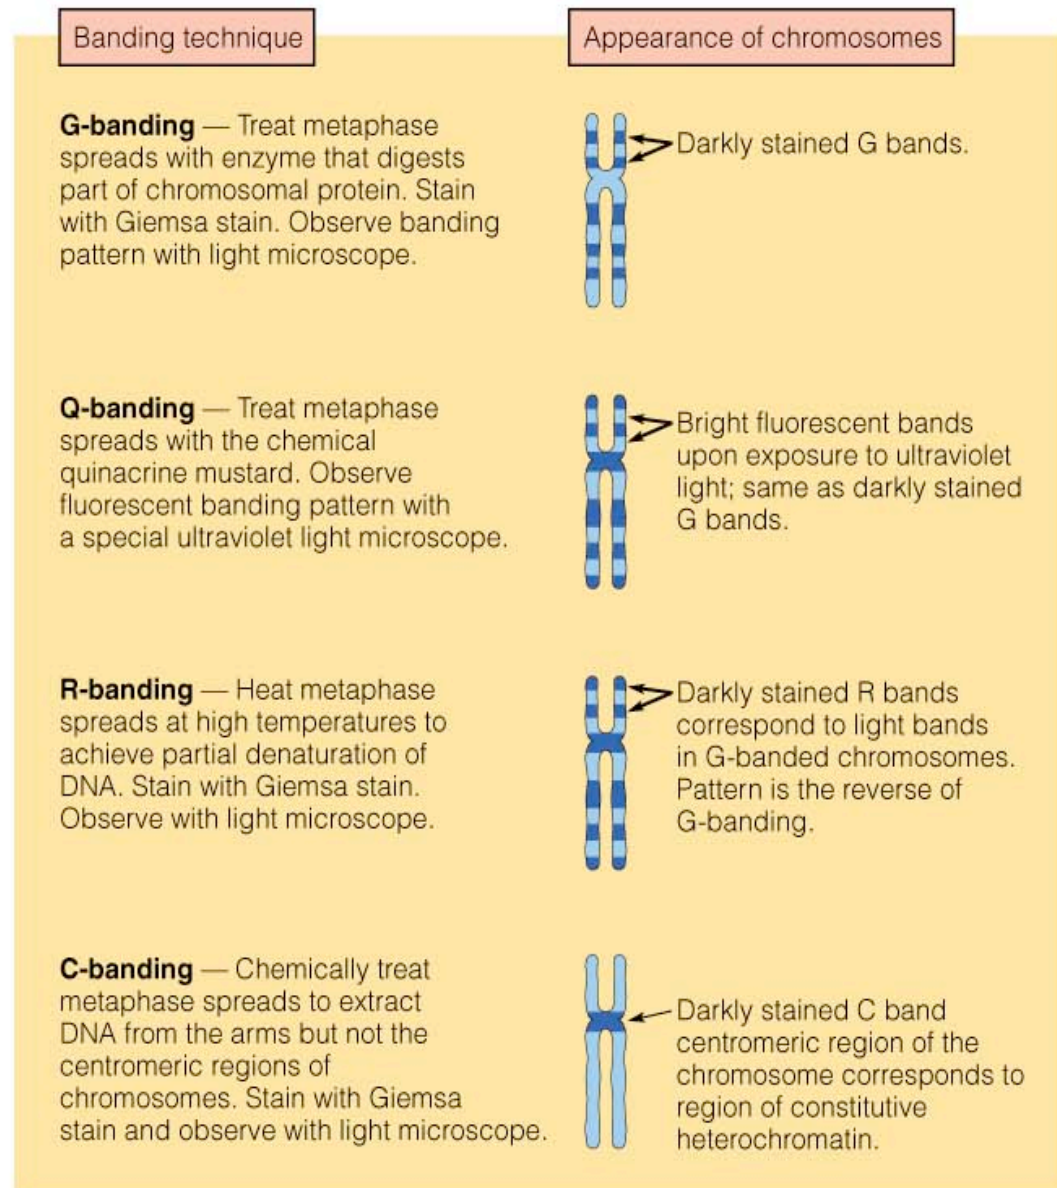 Banding technique
Appearance of chromosomes
G-banding — Treat metaphase
spreads with enzyme that digests
part of chromosomal protein. Stain
with Giemsa stain. Observe banding
pattern with light microscope.
Darkly stained G bands.
Q-banding — Treat metaphase
spreads with the chemical
quinacrine mustard. Observe
fluorescent banding pattern with
a special ultraviolet light microscope.
Bright fluorescent bands
upon exposure to ultraviolet
light; same as darkly stained
G bands.
R-banding — Heat metaphase
spreads at high temperatures to
achieve partial denaturation of
DNA. Stain with Giemsa stain.
Observe with light microscope.
Darkly stained R bands
correspond to light bands
in G-banded chromosomes.
Pattern is the reverse of
G-banding.
C-banding — Chemically treat
metaphase spreads to extract
DNA from the arms but not the
centromeric regions of
chromosomes. Stain with Giemsa
stain and observe with light microscope.
Darkly stained C band
centromeric region of the
chromosome corresponds to
region of constitutive
heterochromatin.